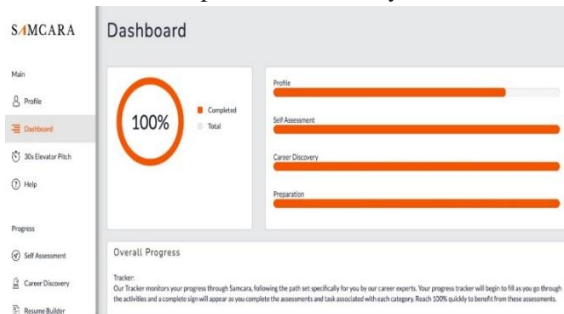 SAMCARA
Main
Profile
Dashboard
30s Elevator Pitch
Help
Progress
Self Assessment
Career Discovery
Resume Builder
Dashboard
100%
Completed
Total
Profile
Self Assessment
Career Discovery
Preparation
Overall Progress
Tracker:
Our Tracker monitors your progress through Samcara, following the path set specifically for you by our career experts. Your progress tracker will begin to fill as you go through
the activities and a complete sign will appear as you complete the assessments and task associated with each category. Reach 100% quickly to benefit from these assessments.